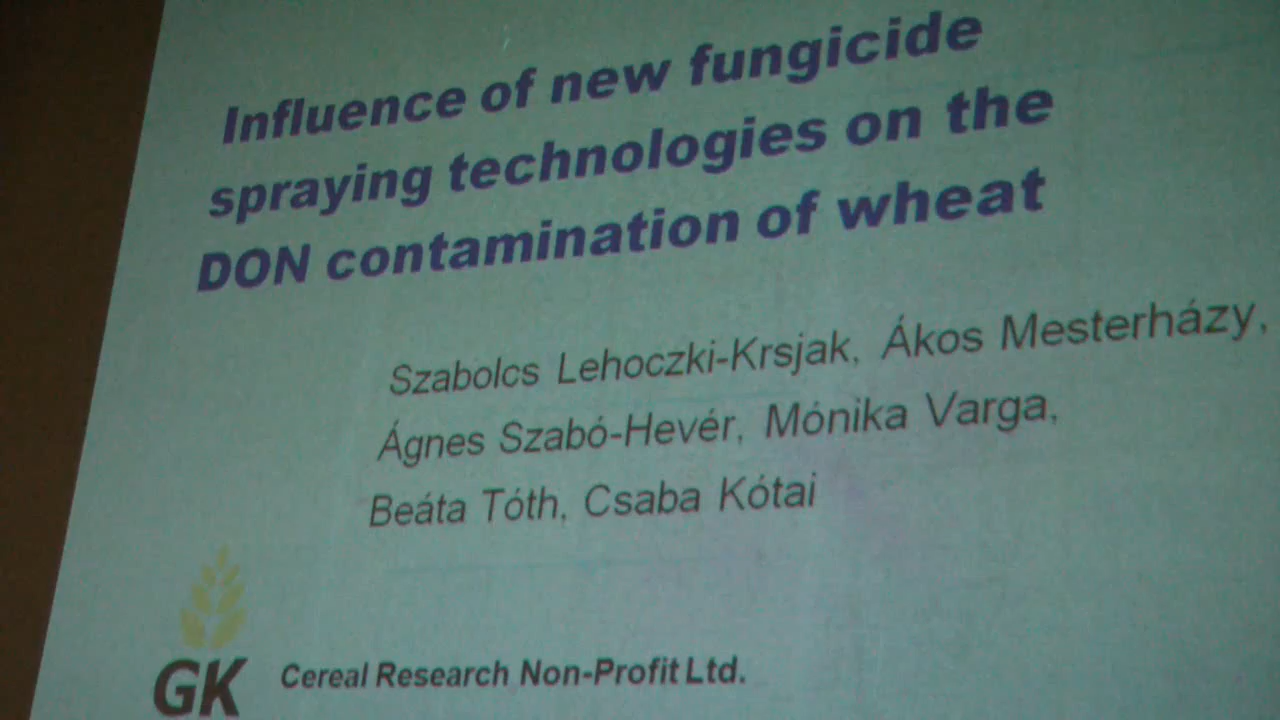 Influence of new fungicide
spraying technologies on the
DON contamination of wheat
Szabolcs Lehoczki-Krsjak, Ákos Mesterházy,
Ágnes Szabó-Hevér, Mónika Varga,
Beáta Tóth, Csaba Kótai
GK Cereal Research Non-Profit Ltd.